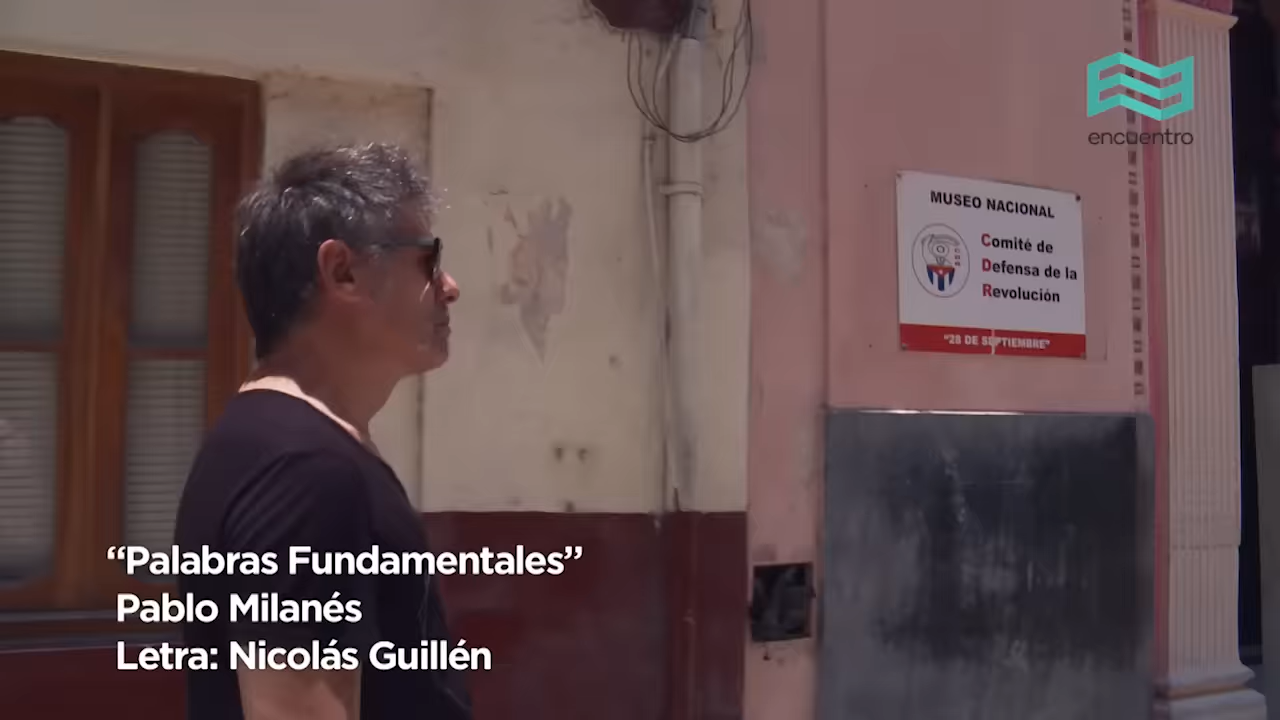 encuentro
MUSEO NACIONAL
Comité de
Defensa de la
Revolución
"28 DE SEPTIEMBRE"
“Palabras Fundamentales”
Pablo Milanés
Letra: Nicolás Guillén